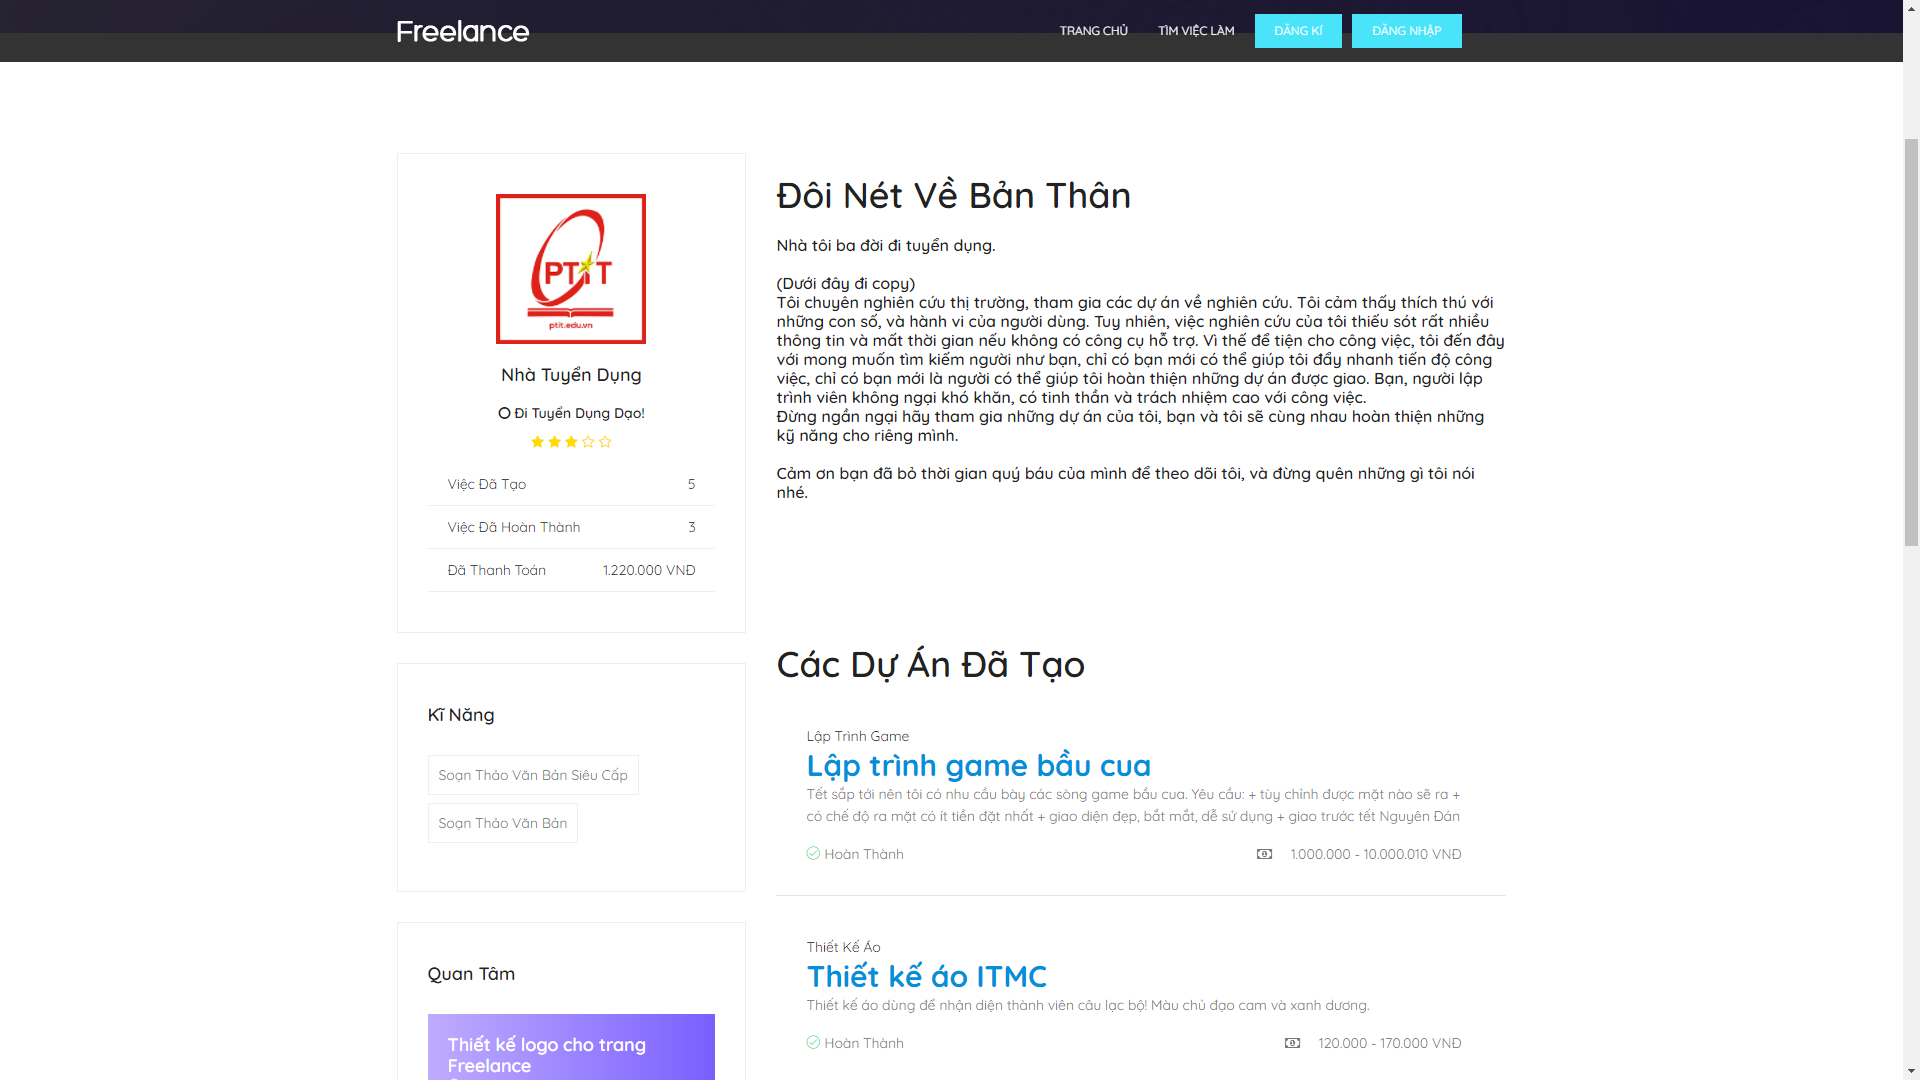 Freelance
TRANG CHỦ
TÌM VIỆC LÀM
ĐĂNG KÍ
ĐĂNG NHẬP
PTIT
ptit.edu.vn
Nhà Tuyển Dụng
Đi Tuyển Dụng Dạo!
Việc Đã Tạo 5
Việc Đã Hoàn Thành 3
Đã Thanh Toán 1.220.000 VNĐ
Kĩ Năng
Soạn Thảo Văn Bản Siêu Cấp
Soạn Thảo Văn Bản
Quan Tâm
Thiết kế logo cho trang
Freelance
Đôi Nét Về Bản Thân
Nhà tôi ba đời đi tuyển dụng.
(Dưới đây đi copy)
Tôi chuyên nghiên cứu thị trường, tham gia các dự án về nghiên cứu. Tôi cảm thấy thích thú với
những con số, và hành vi của người dùng. Tuy nhiên, việc nghiên cứu của tôi thiếu sót rất nhiều
thông tin và mất thời gian nếu không có công cụ hỗ trợ. Vì thế để tiện cho công việc, tôi đến đây
với mong muốn tìm kiếm người như bạn, chỉ có bạn mới có thể giúp tôi đẩy nhanh tiến độ công
việc, chỉ có bạn mới là người có thể giúp tôi hoàn thiện những dự án được giao. Bạn, người lập
trình viên không ngại khó khăn, có tinh thần và trách nhiệm cao với công việc.
Đừng ngần ngại hãy tham gia những dự án của tôi, bạn và tôi sẽ cùng nhau hoàn thiện những
kỹ năng cho riêng mình.
Cảm ơn bạn đã bỏ thời gian quý báu của mình để theo dõi tôi, và đừng quên những gì tôi nói
nhé.
Các Dự Án Đã Tạo
Lập Trình Game
Lập trình game bầu cua
Tết sắp tới nên tôi có nhu cầu bày các sòng game bầu cua. Yêu cầu: + tùy chỉnh được mặt nào sẽ ra +
có chế độ ra mặt có ít tiền đặt nhất + giao diện đẹp, bắt mắt, dễ sử dụng + giao trước tết Nguyên Đán
Hoàn Thành 1.000.000 - 10.000.010 VNĐ
Thiết Kế Áo
Thiết kế áo ITMC
Thiết kế áo dùng để nhận diện thành viên câu lạc bộ! Màu chủ đạo cam và xanh dương.
Hoàn Thành 120.000 - 170.000 VNĐ